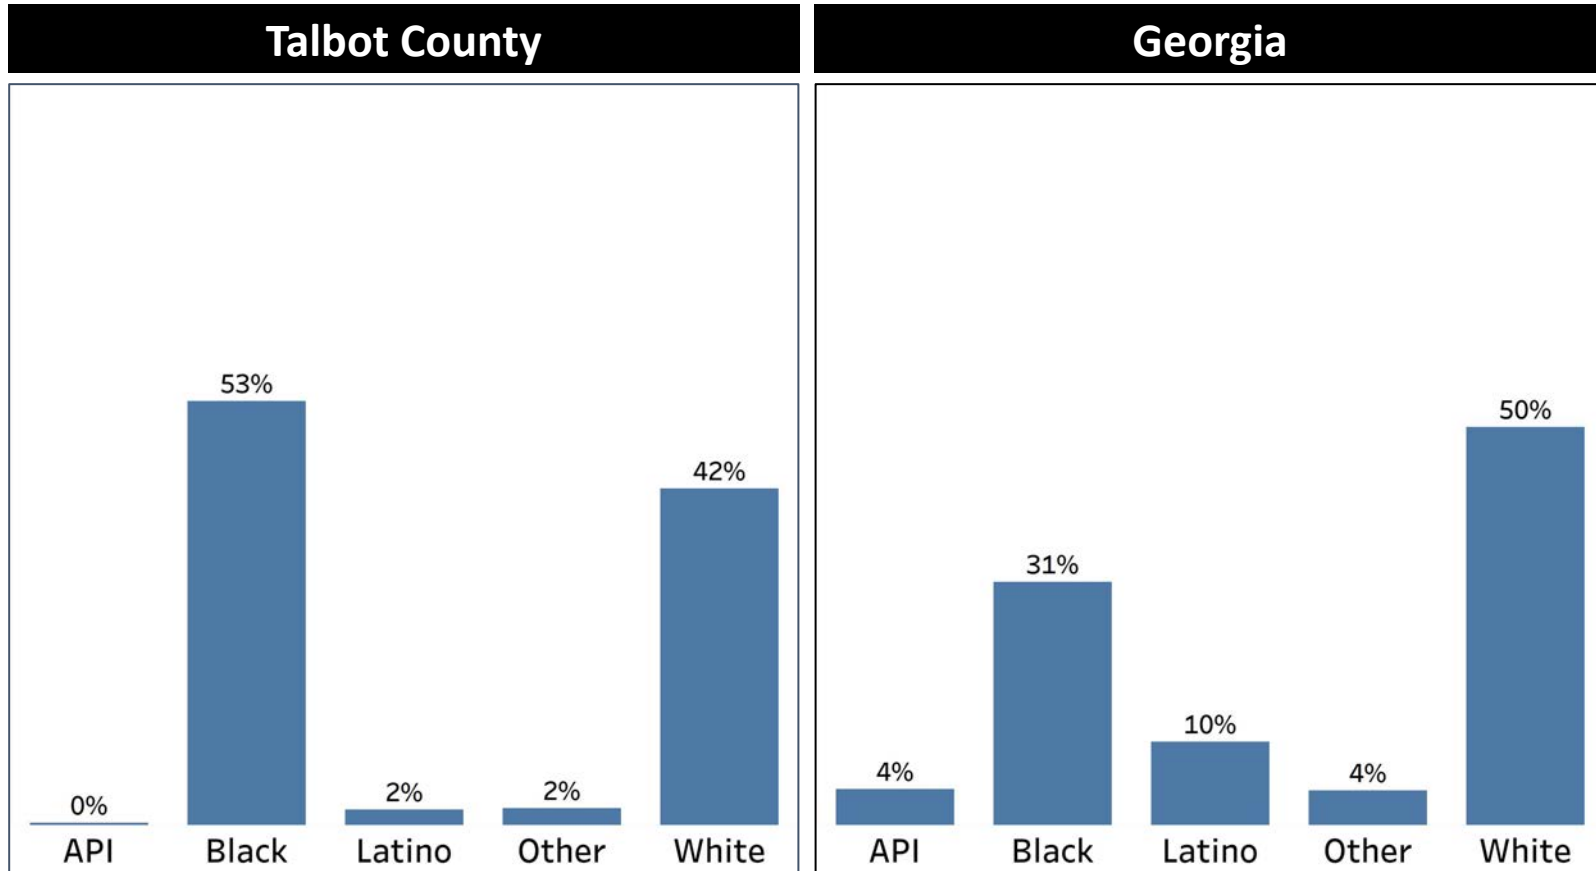 Talbot County
53%
42%
0%
2%
2%
API Black Latino Other White
Georgia
50%
31%
10%
4%
4%
API Black Latino Other White